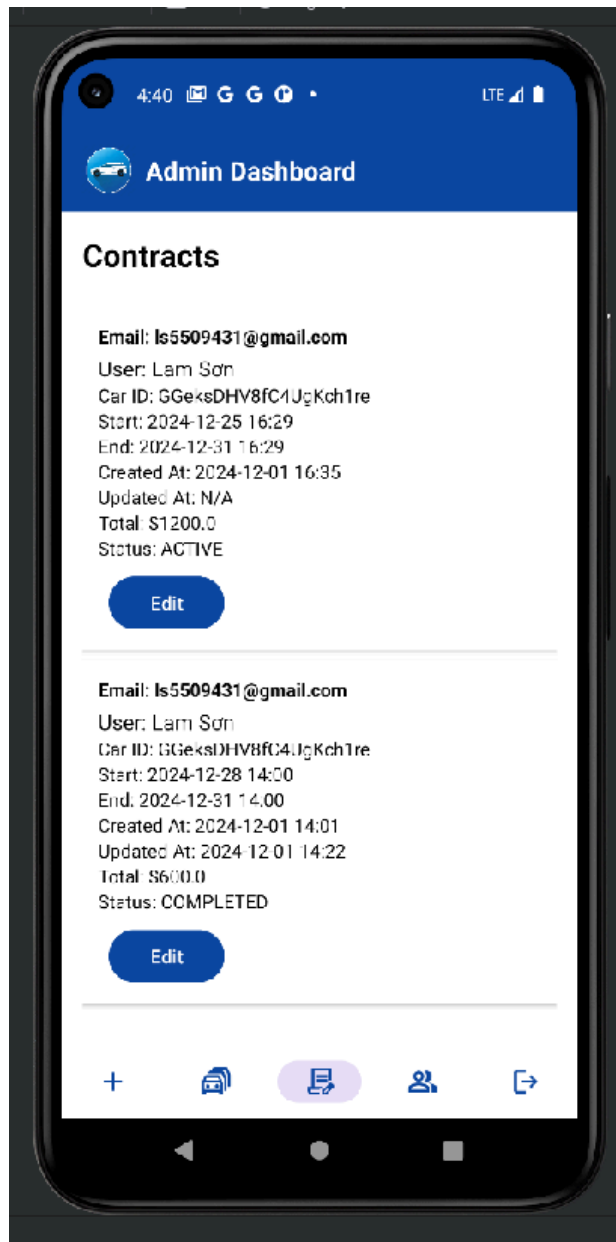 4:40
LTE
Admin Dashboard
Contracts
Email: ls5509431@gmail.com
User: Lam Sơn
Car ID: GGeksDHV8fC4UgKch1re
Start: 2024-12-25 16:29
End: 2024-12-31 16:29
Created At: 2024-12-01 16:35
Updated At: N/A
Total: $1200.0
Status: ACTIVE
Edit
Email: ls5509431@gmail.com
User: Lam Sơn
Car ID: GGeksDHV8fC4UgKch1re
Start: 2024-12-28 14:00
End: 2024-12-31 14:00
Created At: 2024-12-01 14:01
Updated At: 2024-12-01 14:22
Total: $600.0
Status: COMPLETED
Edit